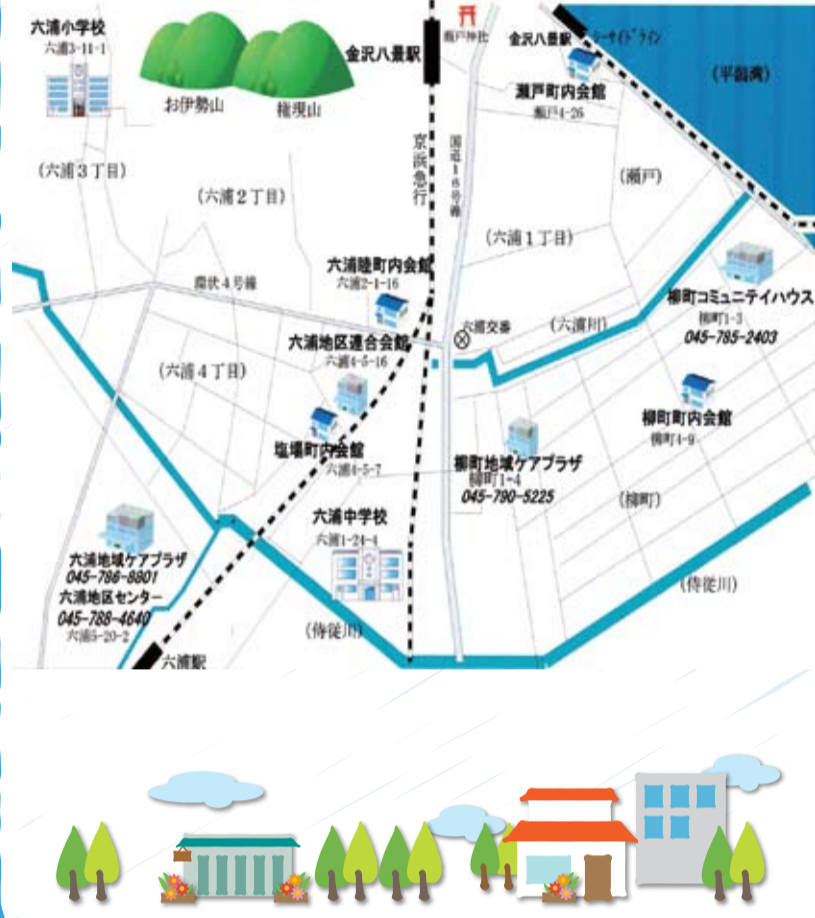 六浦小学校
六浦3-11-1
お伊勢山
権現山
金沢八景駅
瀬戸神社
金沢八景駅
シーサイドライン
(平潟湾)
瀬戸町内会館
瀬戸4-26
京浜急行
国道16号線
(六浦3丁目)
(六浦2丁目)
(瀬戸)
(六浦1丁目)
六浦陸町内会館
六浦2-1-16
環状4号線
六浦交番
(六浦川)
柳町コミュニテイハウス
柳町1-3
045-785-2403
六浦地区連合会館
六浦4-5-16
(六浦4丁目)
柳町町内会館
柳町4-9
塩場町内会館
六浦4-5-7
柳町地域ケアプラザ
柳町1-4
045-790-5225
(柳町)
六浦中学校
六浦1-24-4
六浦地域ケアプラザ
045-786-8801
六浦地区センター
045-788-4640
六浦5-20-2
(侍従川)
(侍従川)
六浦駅